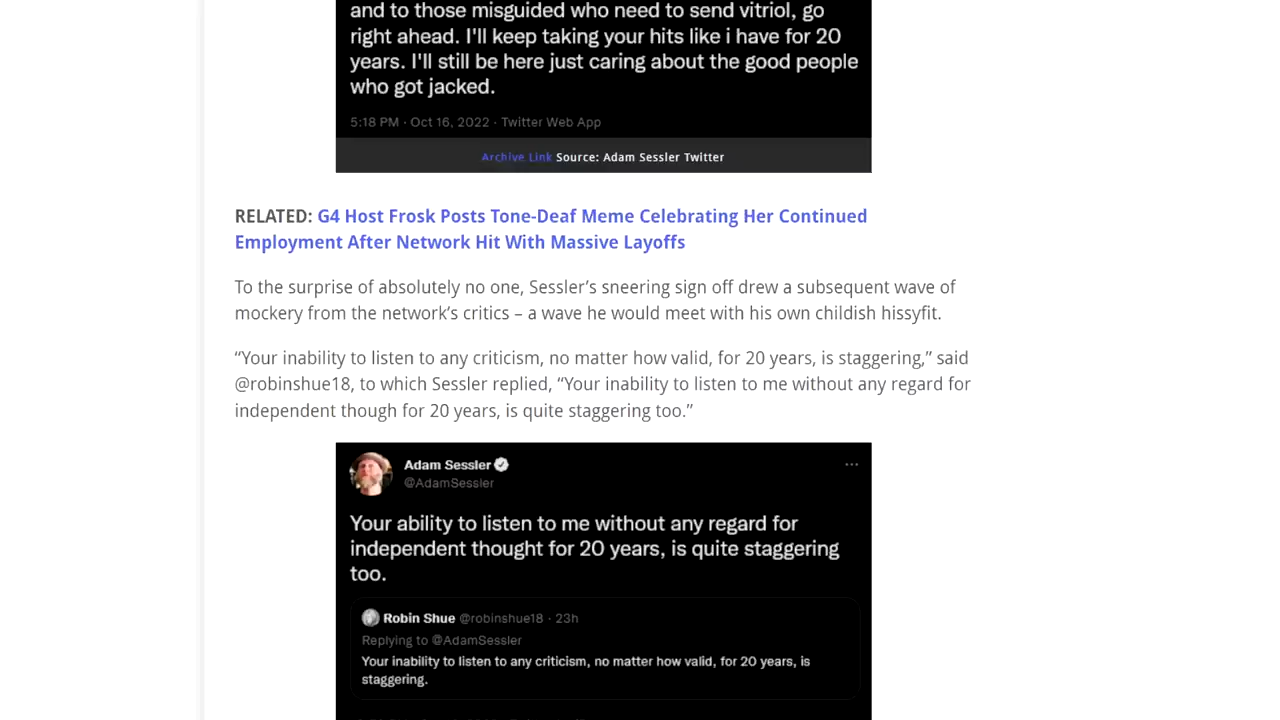 and to those misguided who need to send vitriol, go
right ahead. I'll keep taking your hits like i have for 20
years. I'll still be here just caring about the good people
who got jacked.
5:18 PM · Oct 16, 2022 · Twitter Web App
Archive Link Source: Adam Sessler Twitter
RELATED: G4 Host Frosk Posts Tone-Deaf Meme Celebrating Her Continued
Employment After Network Hit With Massive Layoffs
To the surprise of absolutely no one, Sessler’s sneering sign off drew a subsequent wave of
mockery from the network’s critics – a wave he would meet with his own childish hissyfit.
“Your inability to listen to any criticism, no matter how valid, for 20 years, is staggering,” said
@robinshue18, to which Sessler replied, “Your inability to listen to me without any regard for
independent though for 20 years, is quite staggering too.”
Adam Sessler
@AdamSessler
Your ability to listen to me without any regard for
independent thought for 20 years, is quite staggering
too.
Robin Shue @robinshue18 · 23h
Replying to @AdamSessler
Your inability to listen to any criticism, no matter how valid, for 20 years, is
staggering.